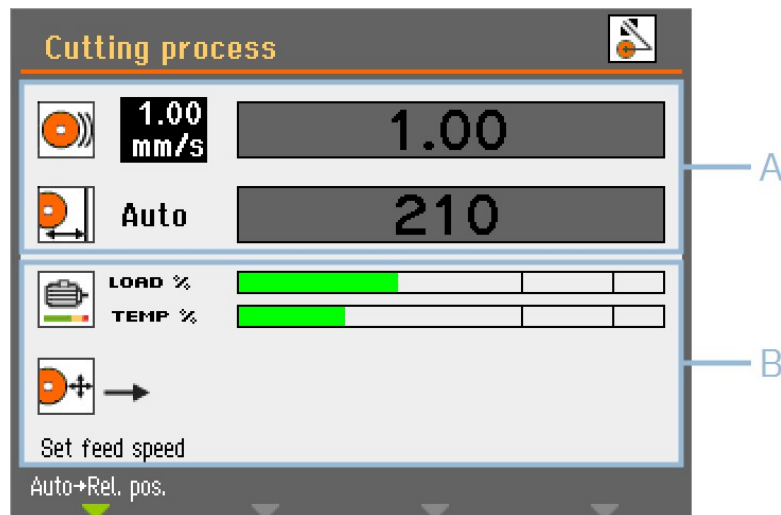 Cutting process
1.00
mm/s
1.00
A
Auto
210
LOAD %
TEMP %
B
Set feed speed
Auto→Rel. pos.